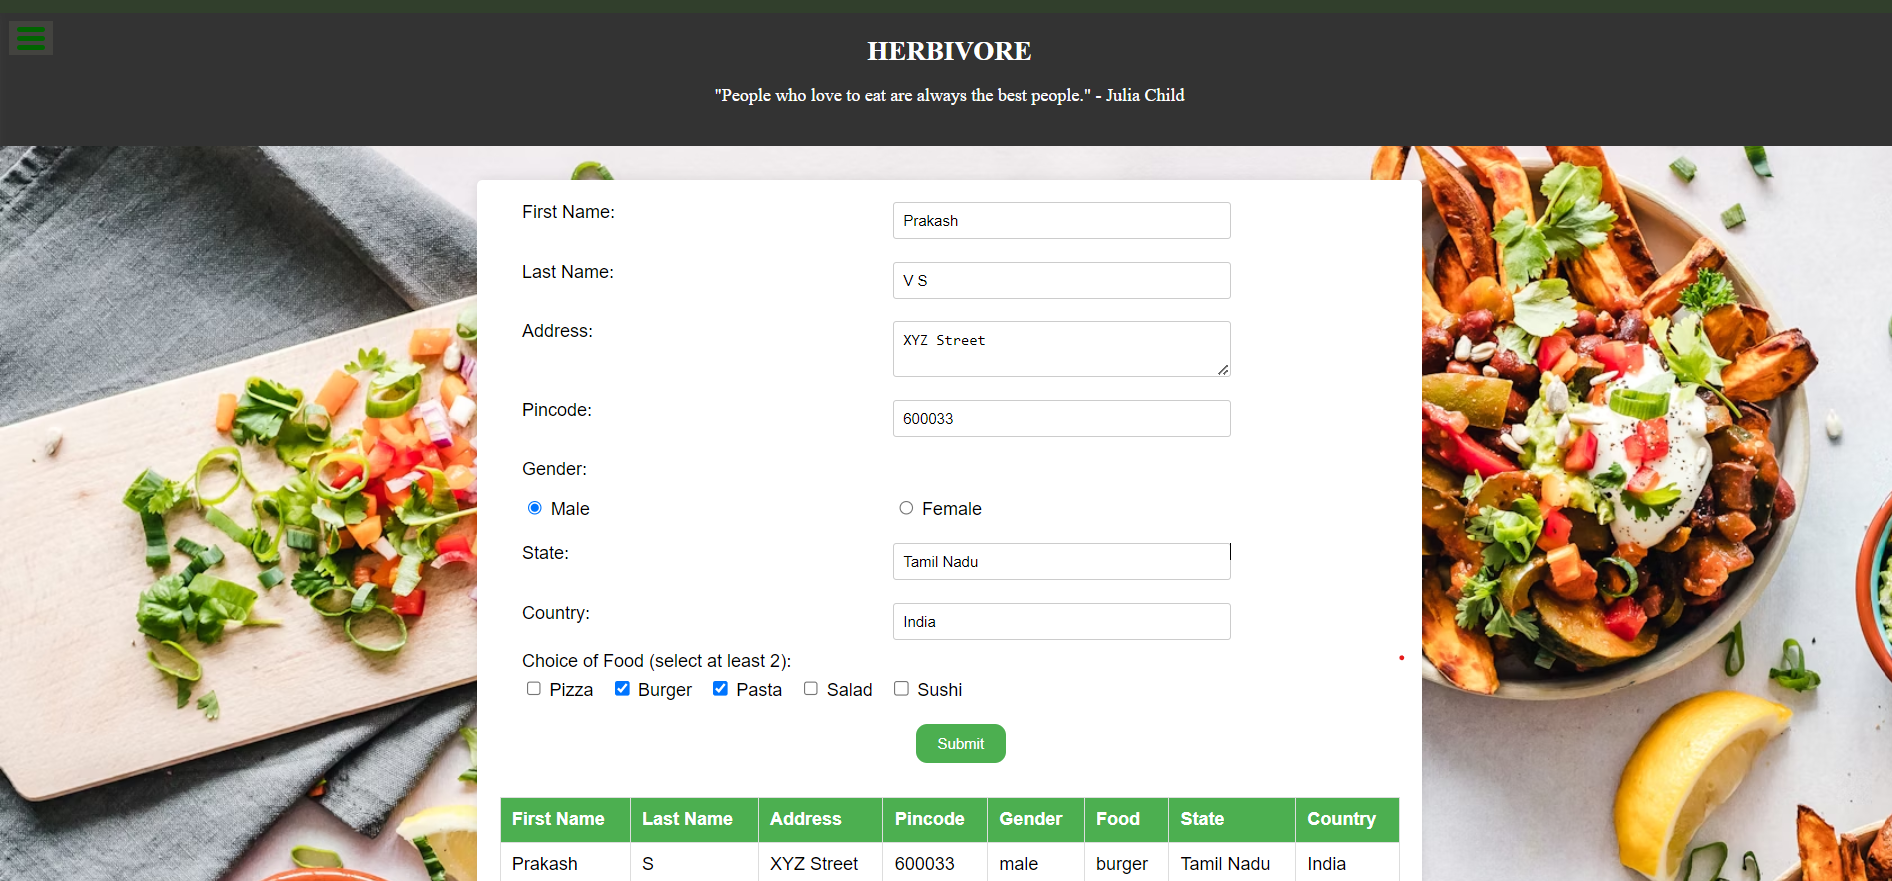 HERBIVORE
"People who love to eat are always the best people." - Julia Child
First Name: Prakash
Last Name: V S
Address: XYZ Street
Pincode: 600033
Gender:
Male Female
State: Tamil Nadu
Country: India
Choice of Food (select at least 2):
Pizza Burger Pasta Salad Sushi
Submit
First Name Last Name Address Pincode Gender Food State Country
Prakash S XYZ Street 600033 male burger Tamil Nadu India